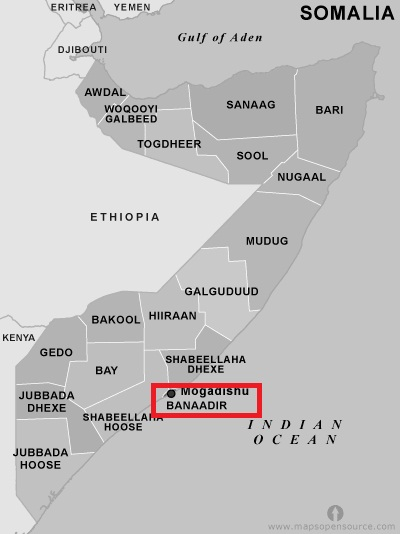 SOMALIA
ERITREA
YEMEN
Gulf of Aden
DJIBOUTI
AWDAL
WOQOOYI
GALBEED
SANAAG
BARI
TOGDHEER
SOOL
NUGAAL
ETHIOPIA
MUDUG
GALGUDUUD
HIIRAAN
BAKOOL
KENYA
GEDO
BAY
SHABEELLAHA
DHEXE
JUBBADA
DHEXE
Mogadishu
BANAADIR
SHABEELLAHA
HOOSE
INDIAN
OCEAN
JUBBADA
HOOSE
www.mapsopensource.com